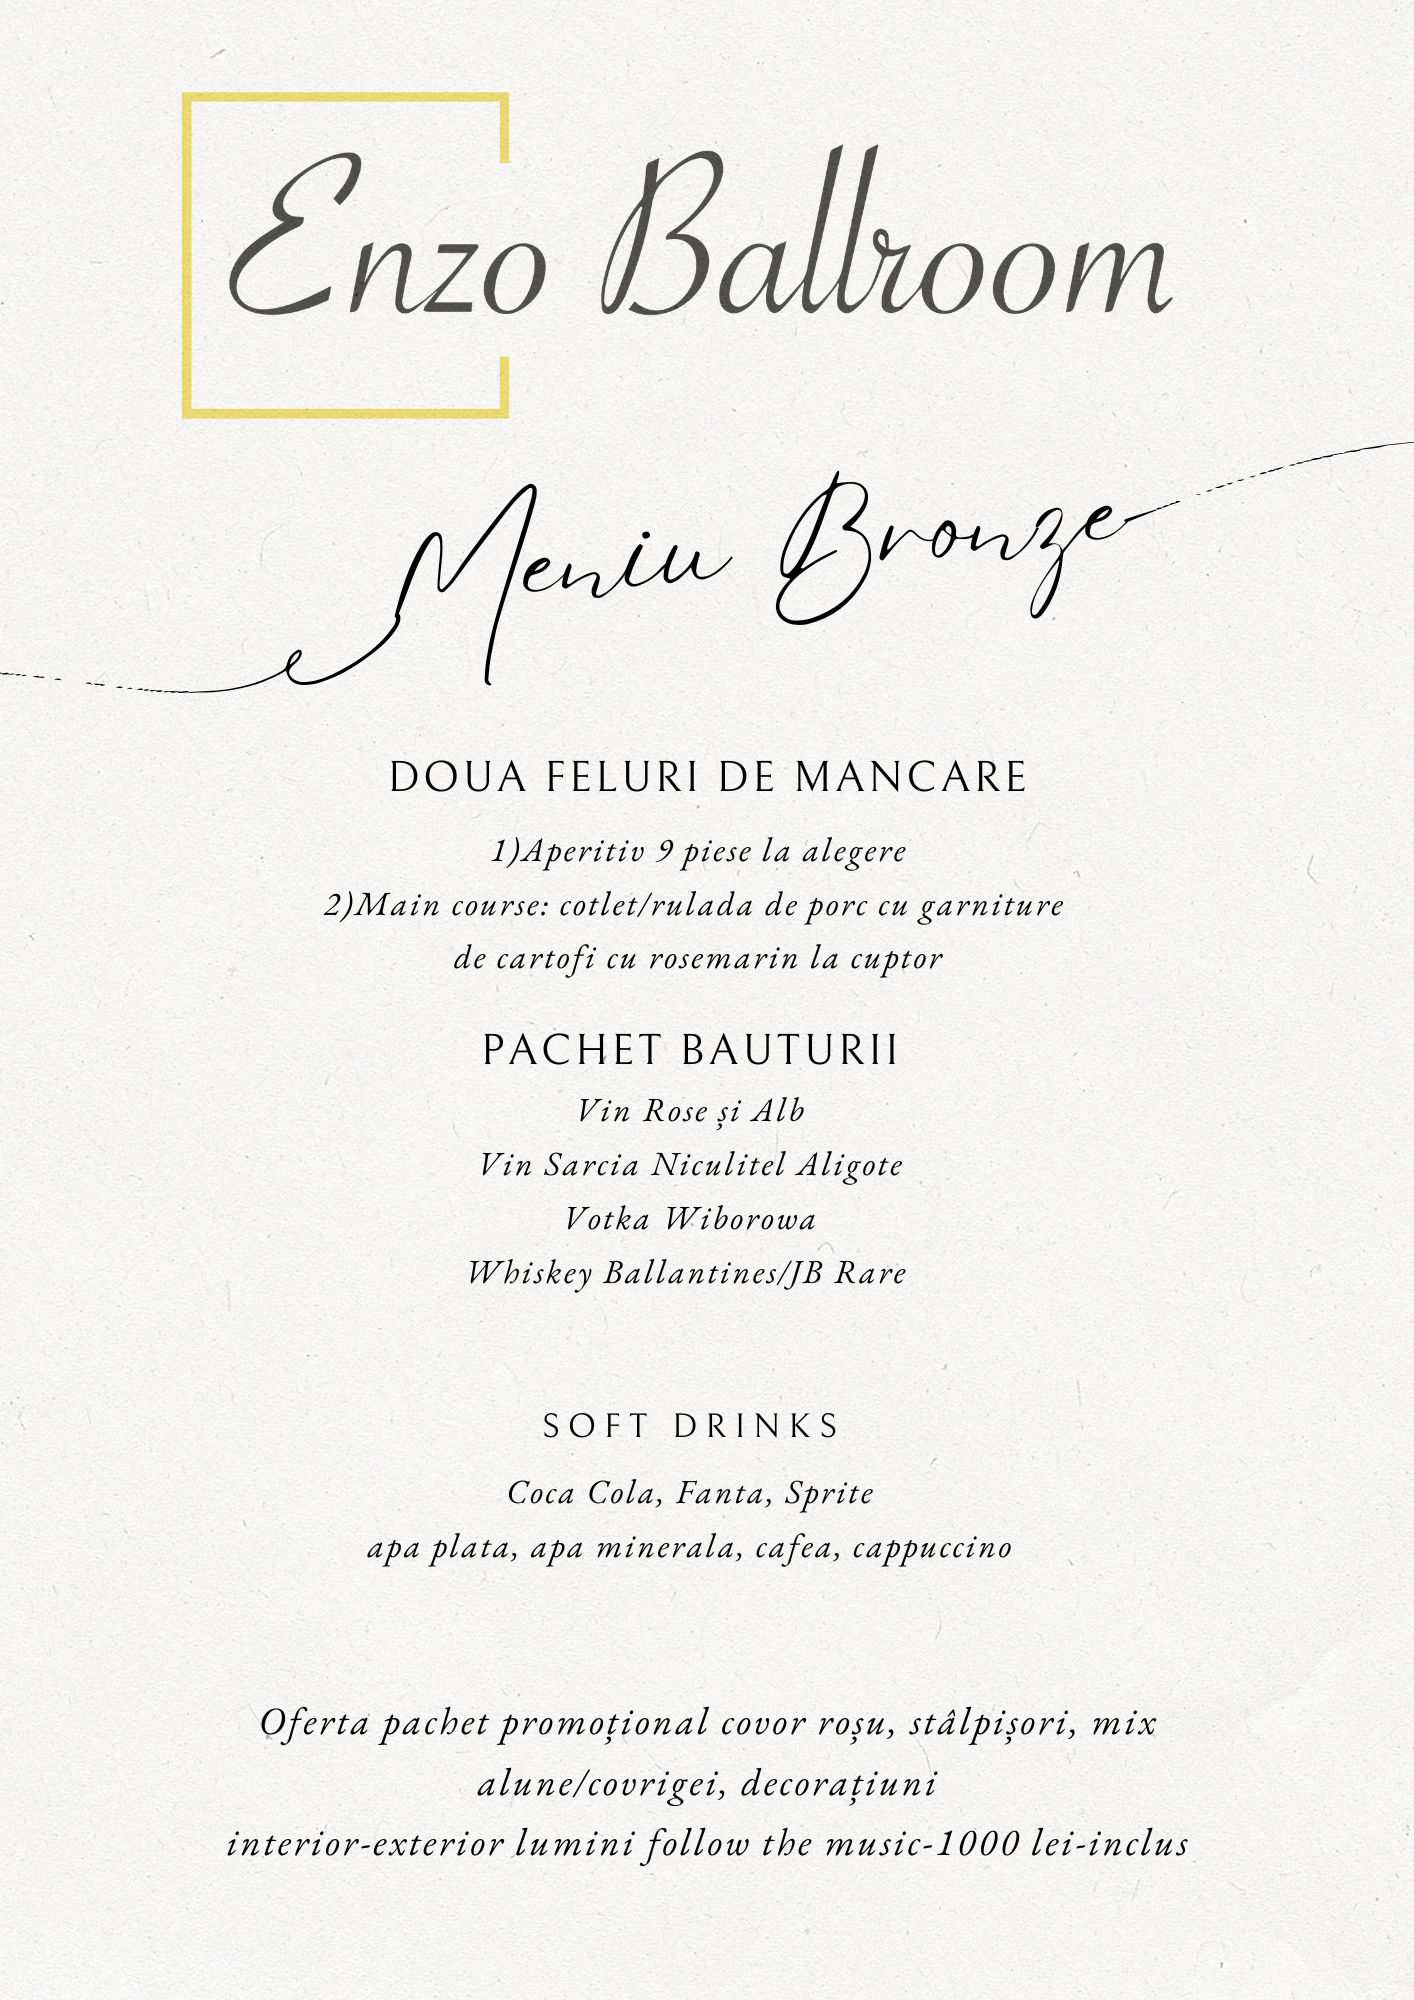 Enzo Ballroom
Meniu Bronze
DOUA FELURI DE MANCARE
1)Aperitiv 9 piese la alegere
2)Main course: cotlet/rulada de porc cu garniture
de cartofi cu rosemarin la cuptor
PACHET BAUTURII
Vin Rose și Alb
Vin Sarcia Niculitel Aligote
Votka Wiborowa
Whiskey Ballantines/JB Rare
SOFT DRINKS
Coca Cola, Fanta, Sprite
apa plata, apa minerala, cafea, cappuccino
Oferta pachet promoțional covor roșu, stâlpișori, mix
alune/covrigei, decorațiuni
interior-exterior lumini follow the music-1000 lei-inclus